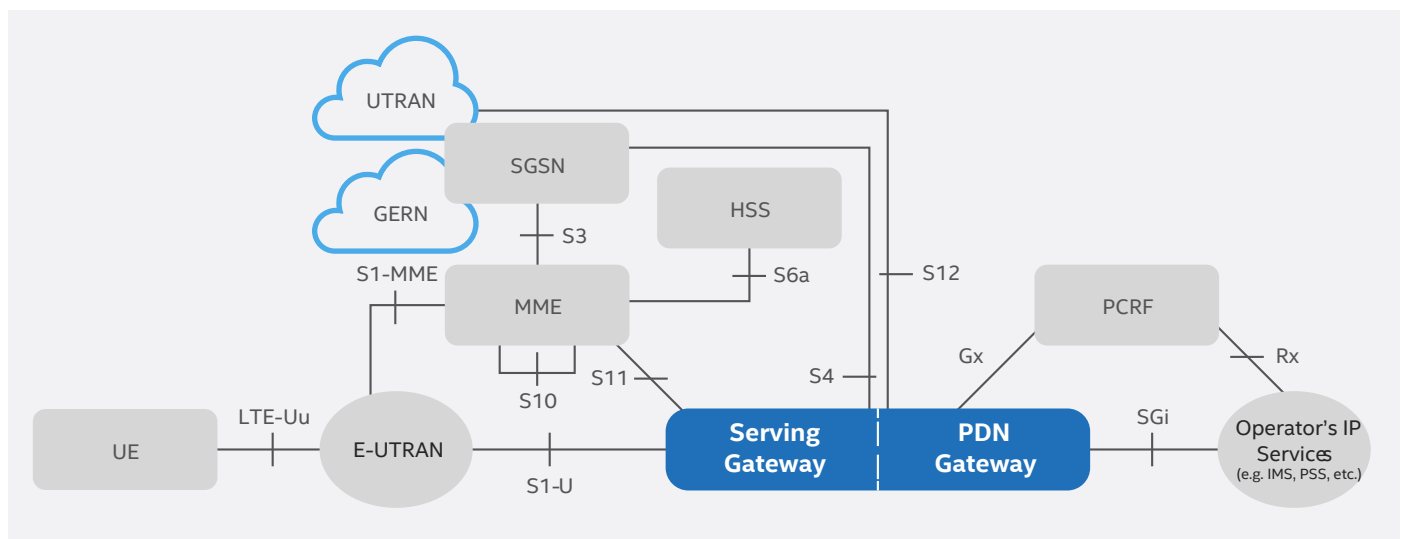 UTRAN
SGSN
GERN
HSS
S3
S1-MME
S6a
S12
MME
PCRF
Gx
Rx
S11
S4
S10
LTE-Uu
SGi
UE
E-UTRAN
S1-U
Serving
Gateway
PDN
Gateway
Operator’s IP
Services
(e.g. IMS, PSS, etc.)